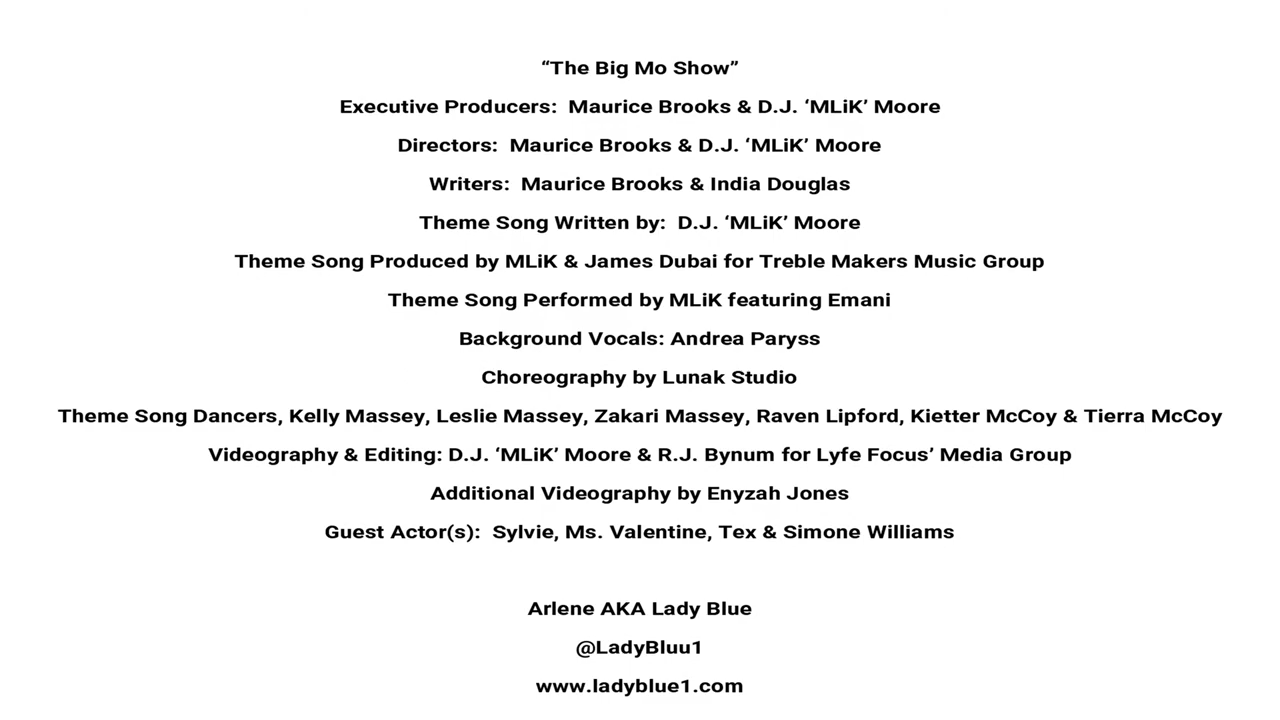 “The Big Mo Show”
Executive Producers:  Maurice Brooks & D.J. ‘MLiK’ Moore
Directors:  Maurice Brooks & D.J. ‘MLiK’ Moore
Writers:  Maurice Brooks & India Douglas
Theme Song Written by:  D.J. ‘MLiK’ Moore
Theme Song Produced by MLiK & James Dubai for Treble Makers Music Group
Theme Song Performed by MLiK featuring Emani
Background Vocals: Andrea Paryss
Choreography by Lunak Studio
Theme Song Dancers, Kelly Massey, Leslie Massey, Zakari Massey, Raven Lipford, Kietter McCoy & Tierra McCoy
Videography & Editing: D.J. ‘MLiK’ Moore & R.J. Bynum for Lyfe Focus’ Media Group
Additional Videography by Enyzah Jones
Guest Actor(s):  Sylvie, Ms. Valentine, Tex & Simone Williams
Arlene AKA Lady Blue
@LadyBluu1
www.ladyblue1.com